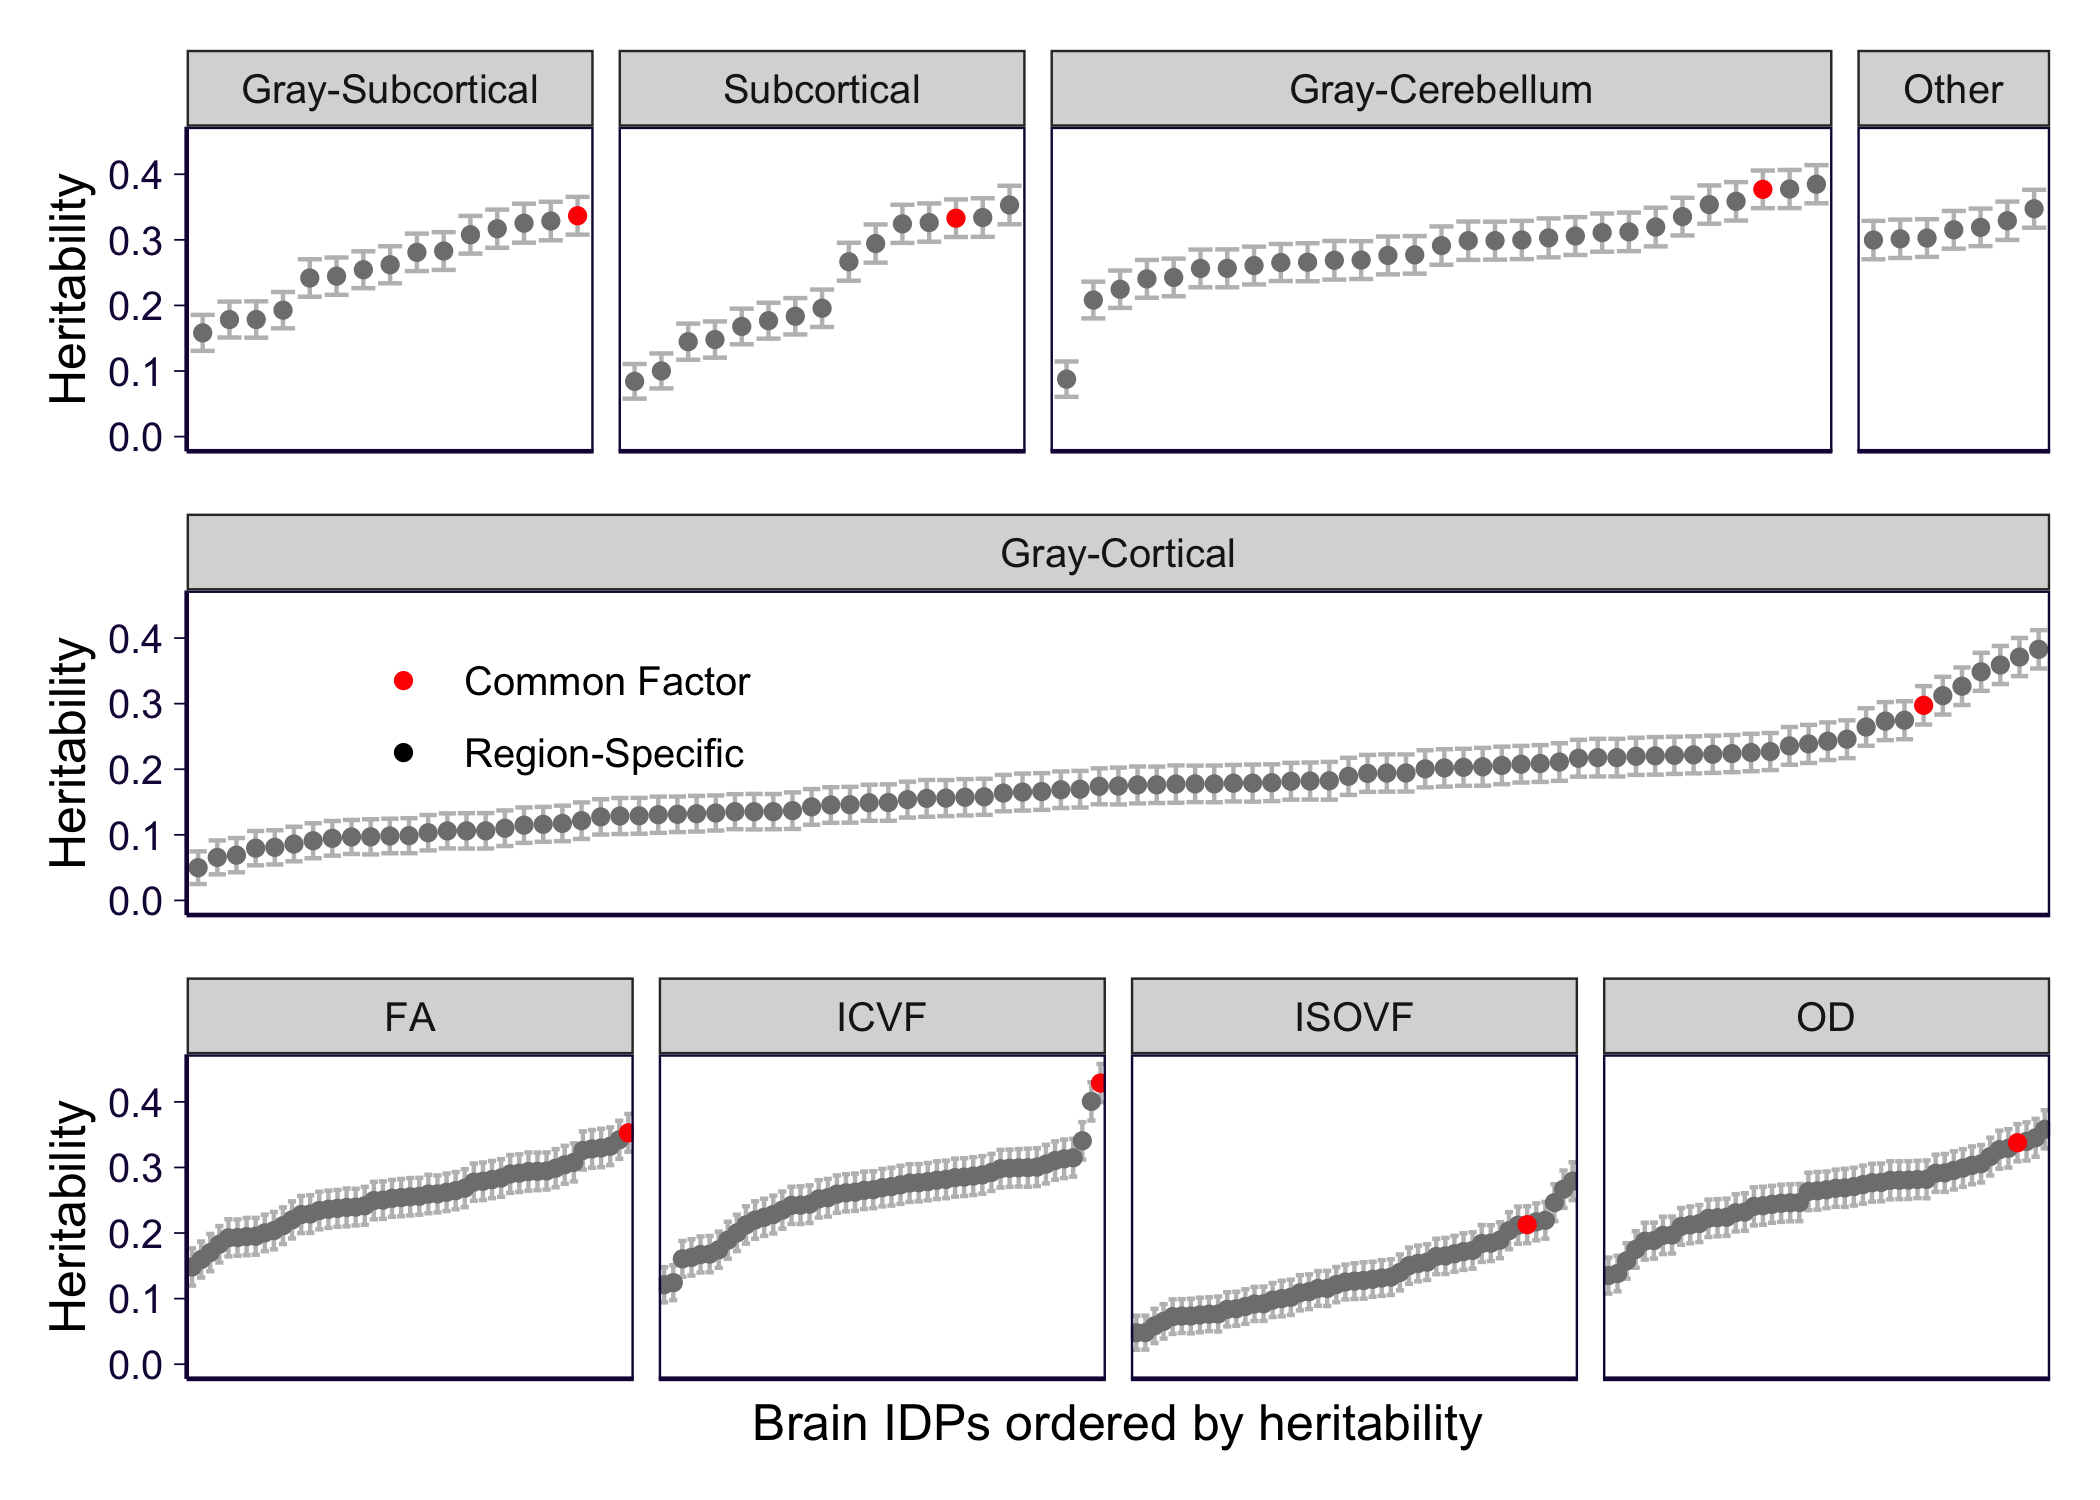 Gray-Subcortical
Subcortical
Gray-Cerebellum
Other
Heritability
0.4
0.3
0.2
0.1
0.0
Gray-Cortical
Heritability
0.4
0.3
0.2
0.1
0.0
Common Factor
Region-Specific
FA
ICVF
ISOVF
OD
Heritability
0.4
0.3
0.2
0.1
0.0
Brain IDPs ordered by heritability